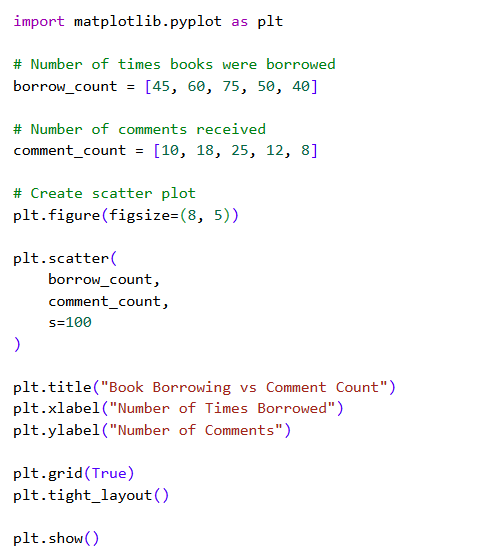 import matplotlib.pyplot as plt

# Number of times books were borrowed
borrow_count = [45, 60, 75, 50, 40]

# Number of comments received
comment_count = [10, 18, 25, 12, 8]

# Create scatter plot
plt.figure(figsize=(8, 5))

plt.scatter(
    borrow_count,
    comment_count,
    s=100
)

plt.title("Book Borrowing vs Comment Count")
plt.xlabel("Number of Times Borrowed")
plt.ylabel("Number of Comments")

plt.grid(True)
plt.tight_layout()

plt.show()